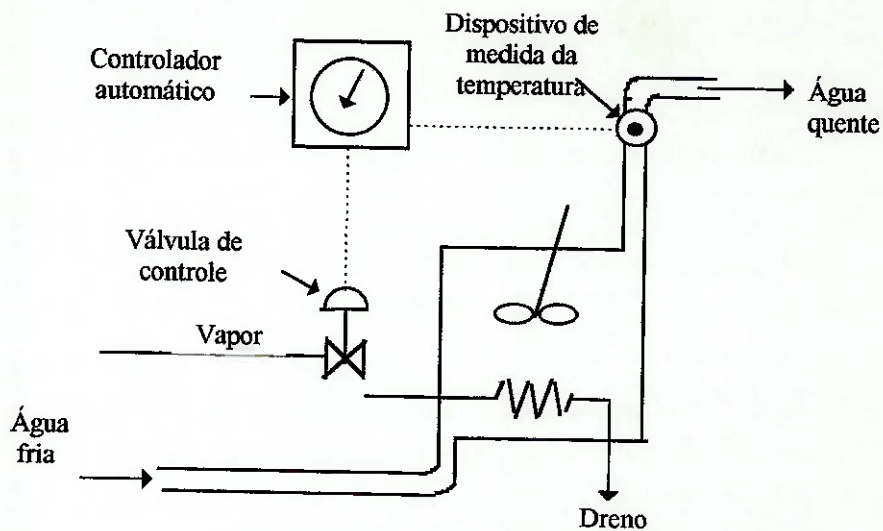 Dispositivo de
medida da
temperatura
Controlador
automático
Água
quente
Válvula de
controle
Vapor
Água
fria
Dreno